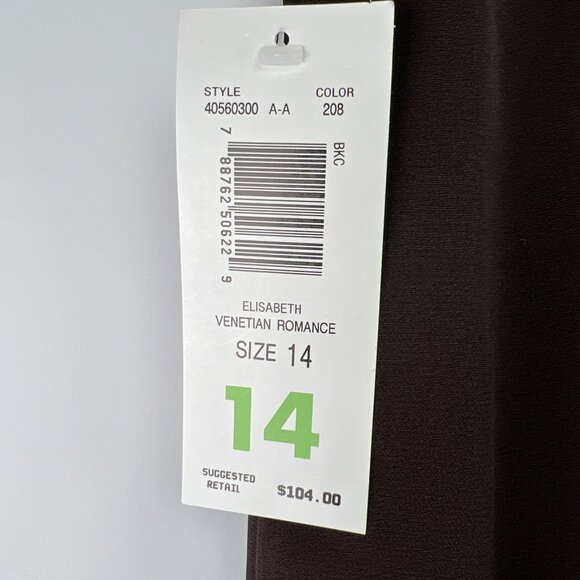 STYLE COLOR
40560300 A-A 208
BKC
7 88762 50622 9
ELISABETH
VENETIAN ROMANCE
SIZE 14
14
SUGGESTED
RETAIL $104.00